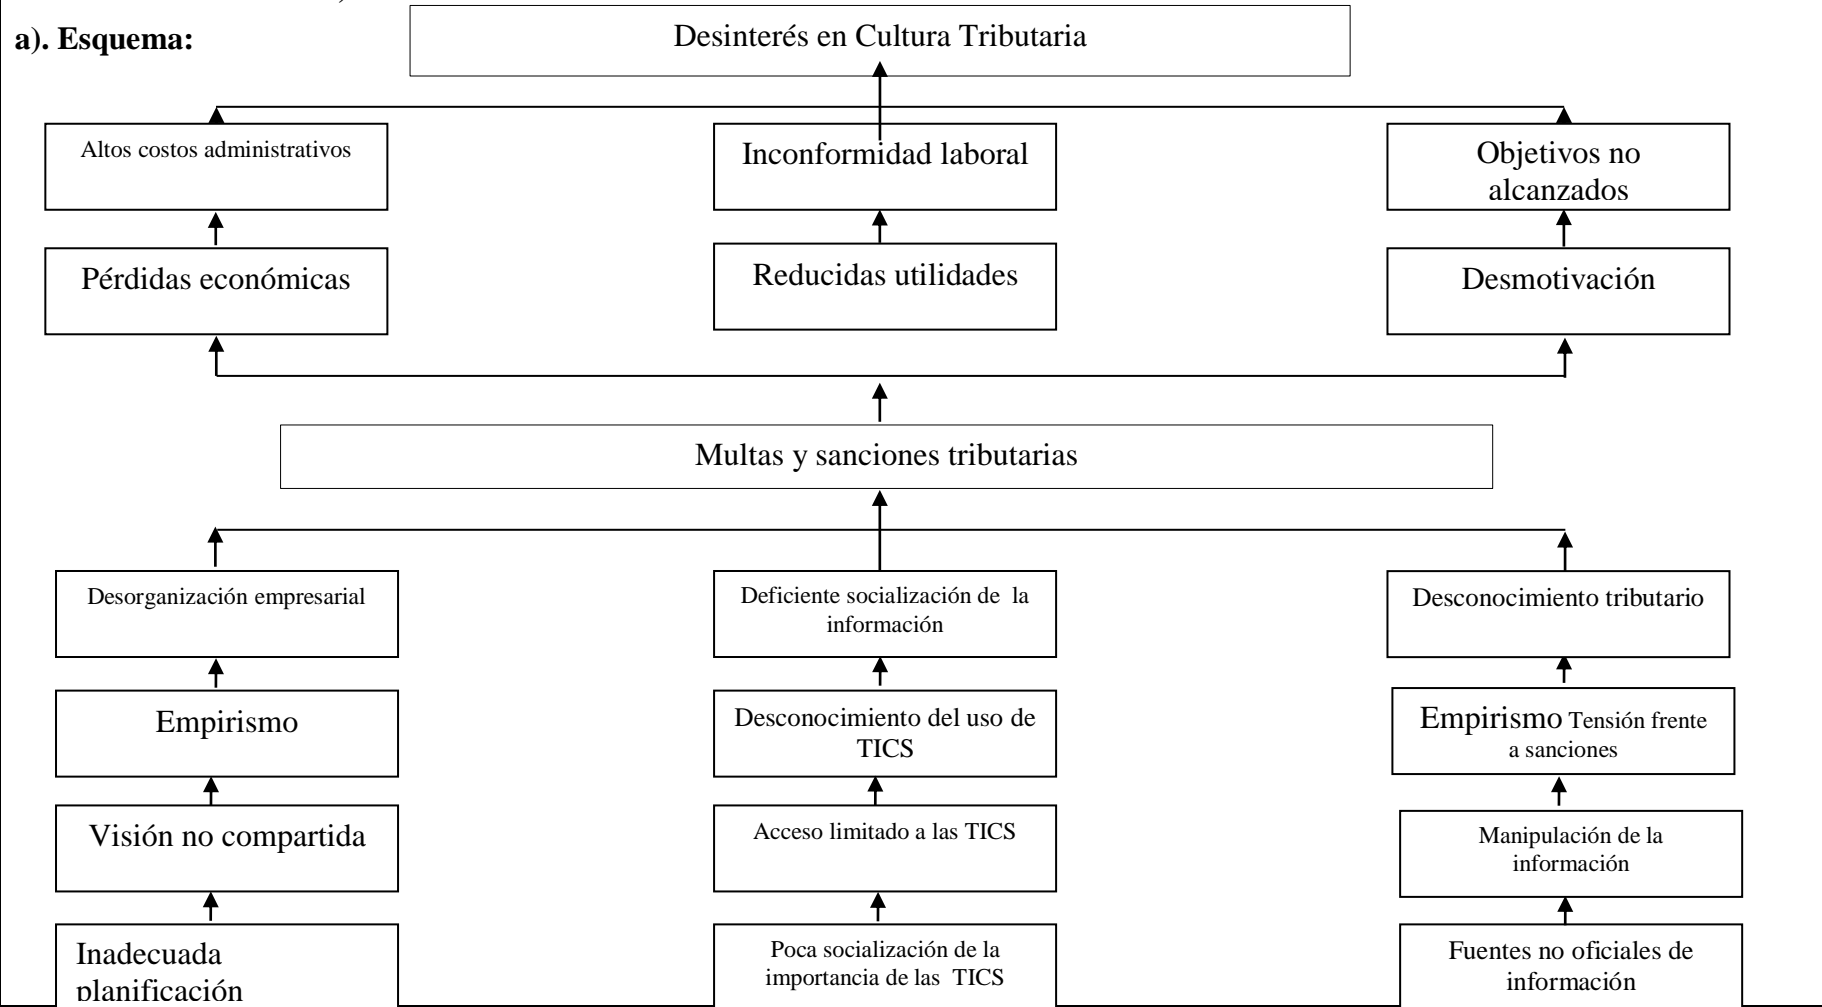 a). Esquema:
Desinterés en Cultura Tributaria
Altos costos administrativos
Inconformidad laboral
Objetivos no
alcanzados
Pérdidas económicas
Reducidas utilidades
Desmotivación
Multas y sanciones tributarias
Desorganización empresarial
Deficiente socialización de la
información
Desconocimiento tributario
Empirismo
Desconocimiento del uso de
TICS
Empirismo Tensión frente
a sanciones
Visión no compartida
Acceso limitado a las TICS
Manipulación de la
información
Inadecuada
planificación
Poca socialización de la
importancia de las TICS
Fuentes no oficiales de
información